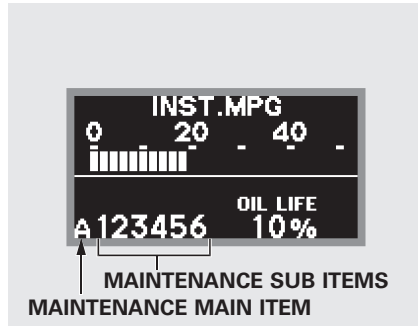 INST.MPG
0 20 40
OIL LIFE
A123456 10%
MAINTENANCE SUB ITEMS
MAINTENANCE MAIN ITEM